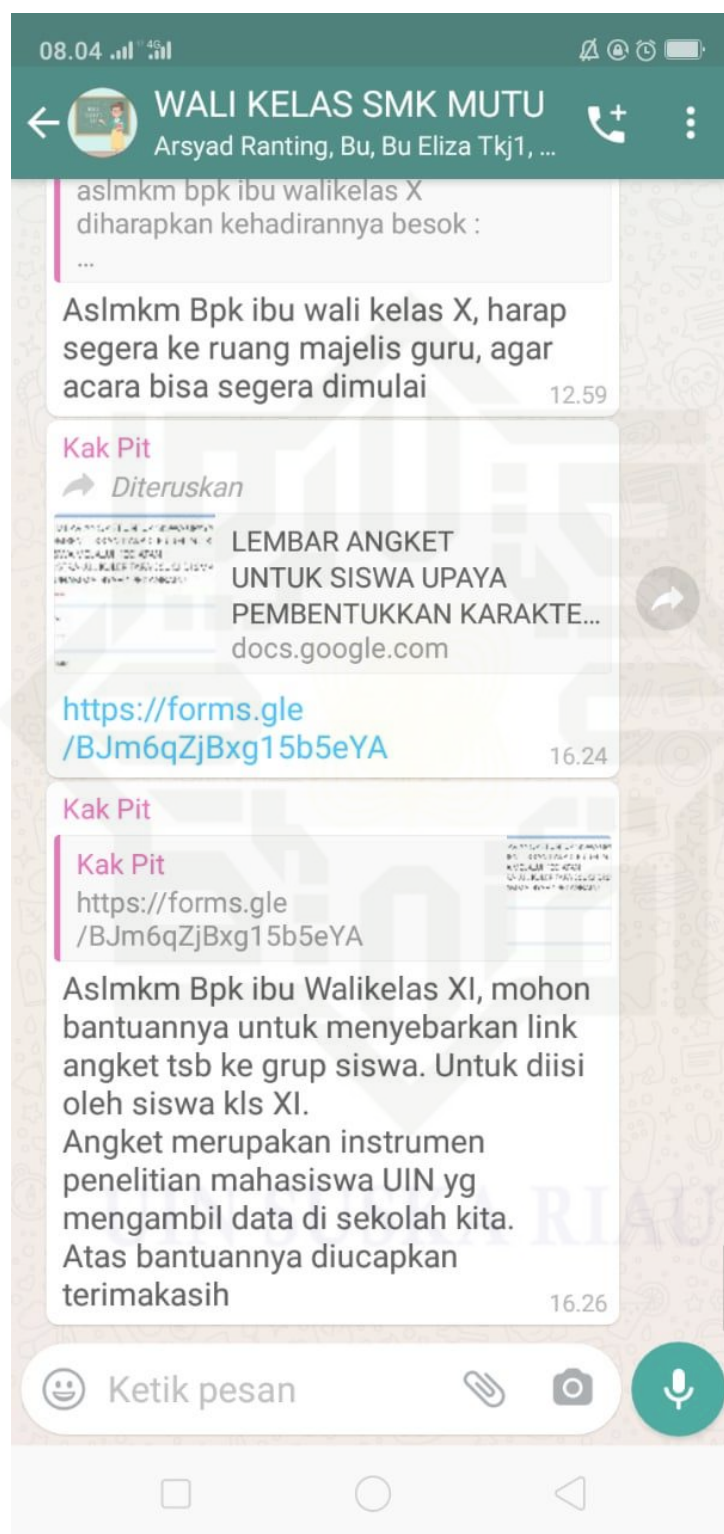 08.04
4G
WALI KELAS SMK MUTU
Arsyad Ranting, Bu, Bu Eliza Tkj1, ...
aslmkm bpk ibu walikelas X
diharapkan kehadirannya besok :
...
Aslmkm Bpk ibu wali kelas X, harap
segera ke ruang majelis guru, agar
acara bisa segera dimulai
12.59
Kak Pit
Diteruskan
LEMBAR ANGKET
UNTUK SISWA UPAYA
PEMBENTUKKAN KARAKTE...
docs.google.com
https://forms.gle
/BJm6qZjBxg15b5eYA
16.24
Kak Pit
Kak Pit
https://forms.gle
/BJm6qZjBxg15b5eYA
Aslmkm Bpk ibu Walikelas XI, mohon
bantuannya untuk menyebarkan link
angket tsb ke grup siswa. Untuk diisi
oleh siswa kls XI.
Angket merupakan instrumen
penelitian mahasiswa UIN yg
mengambil data di sekolah kita.
Atas bantuannya diucapkan
terimakasih
16.26
UIN SUSKA RIAU
Ketik pesan